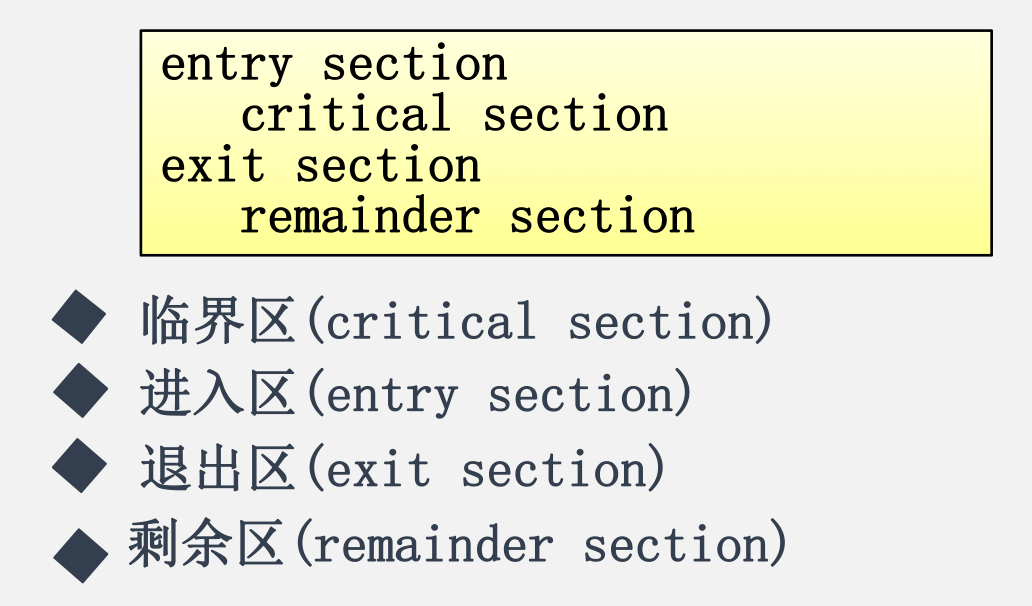 entry section
critical section
exit section
remainder section
临界区(critical section)
进入区(entry section)
退出区(exit section)
剩余区(remainder section)